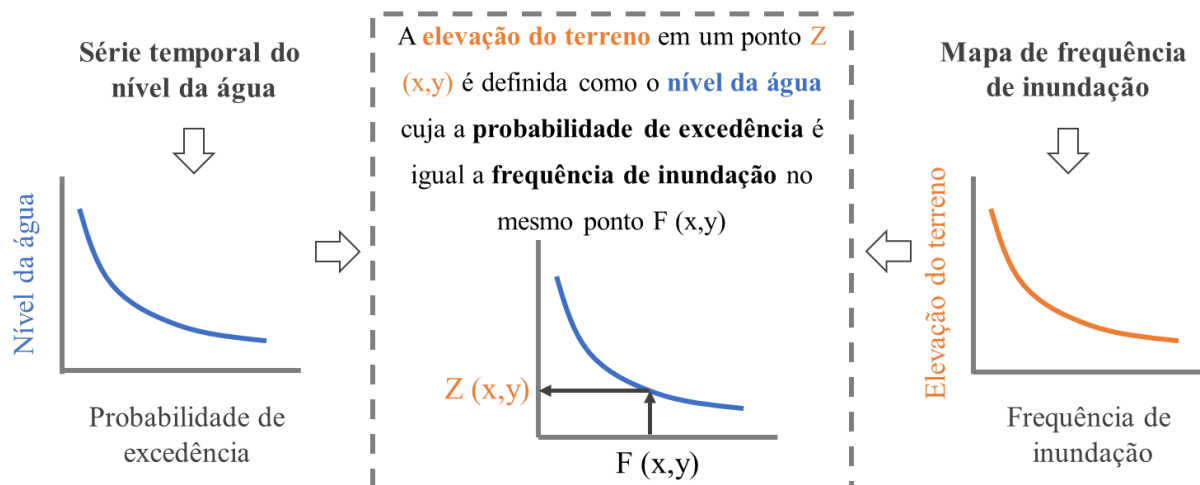 Série temporal do
nível da água
Nível da água
Probabilidade de
excedência
A elevação do terreno em um ponto Z
(x,y) é definida como o nível da água
cuja a probabilidade de excedência é
igual a frequência de inundação no
mesmo ponto F (x,y)
Z (x,y)
F (x,y)
Mapa de frequência
de inundação
Elevação do terreno
Frequência de
inundação